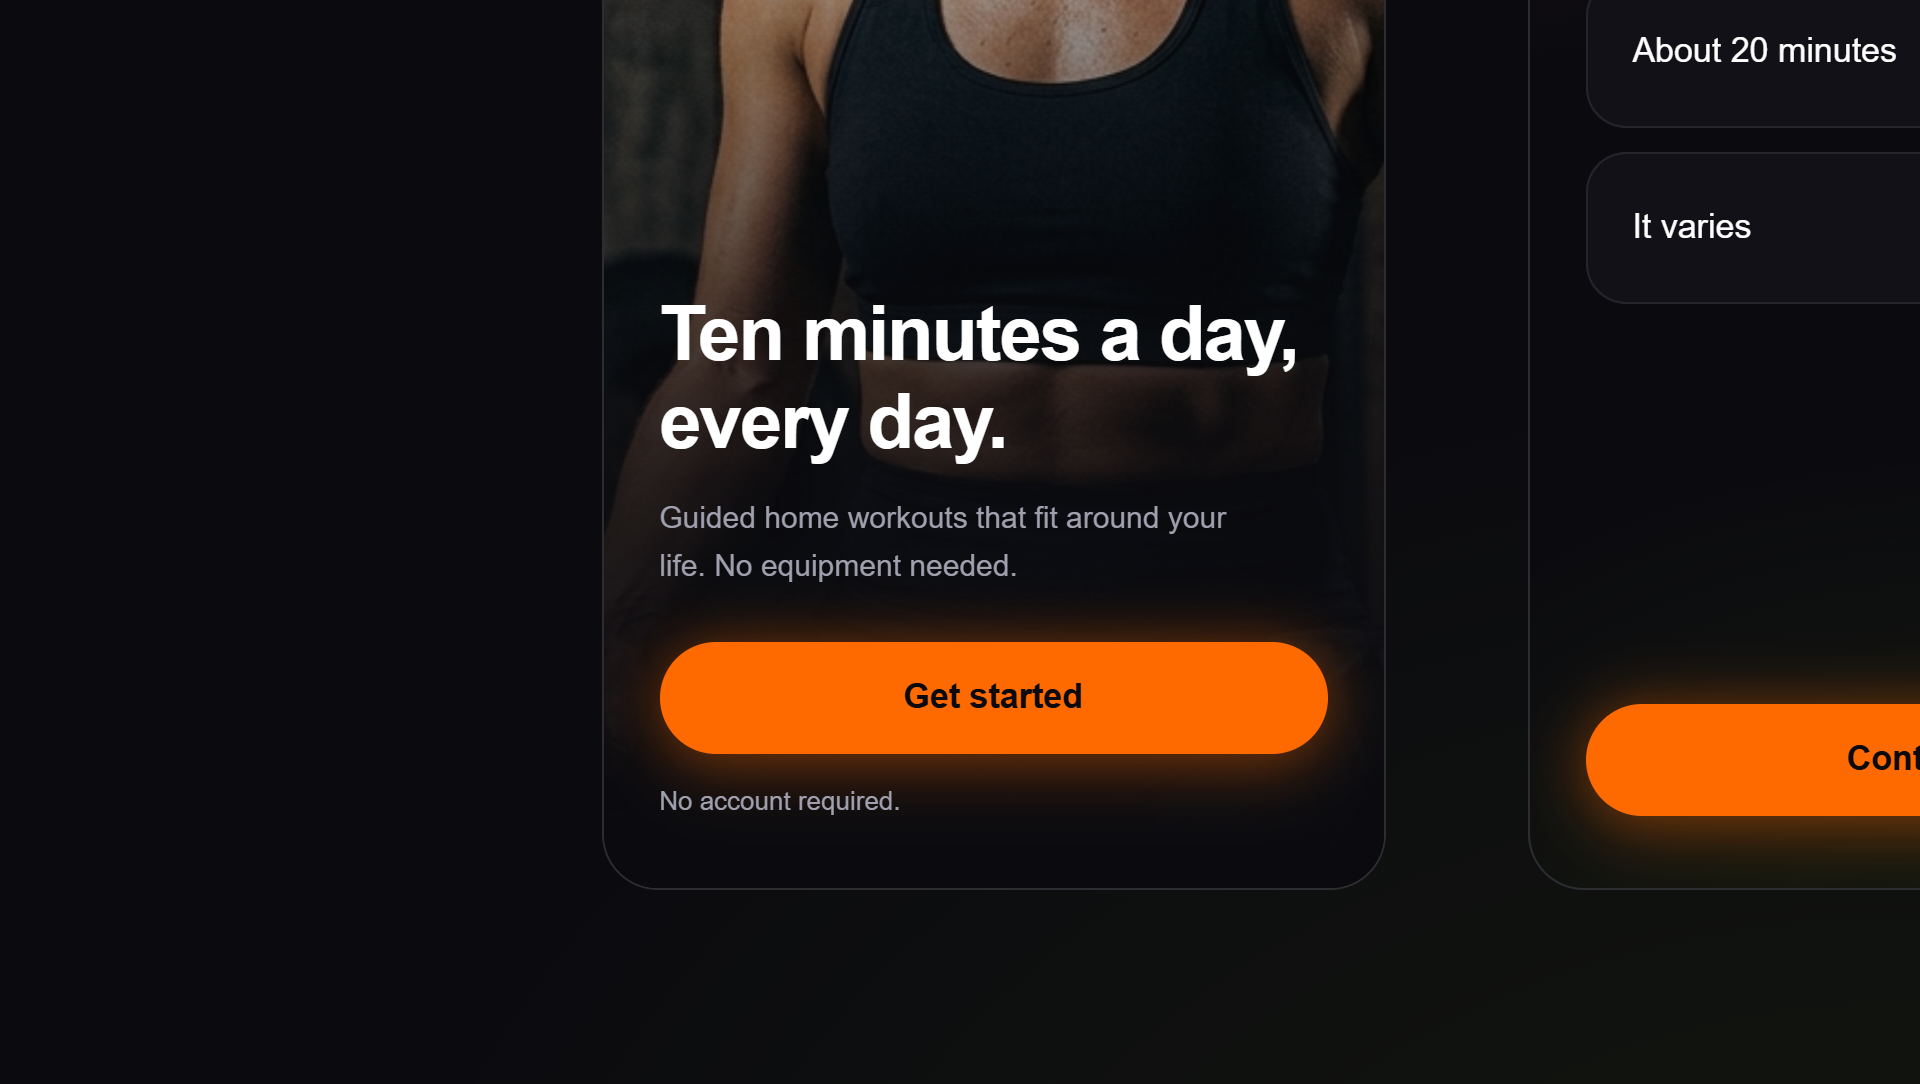 Ten minutes a day,
every day.
Guided home workouts that fit around your
life. No equipment needed.
Get started
No account required.
About 20 minutes
It varies